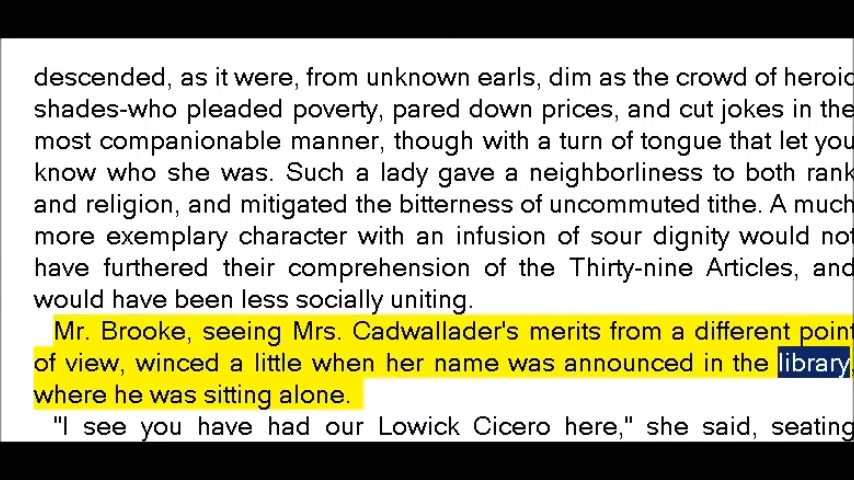 descended, as it were, from unknown earls, dim as the crowd of heroic
shades-who pleaded poverty, pared down prices, and cut jokes in the
most companionable manner, though with a turn of tongue that let you
know who she was. Such a lady gave a neighborliness to both rank
and religion, and mitigated the bitterness of uncommuted tithe. A much
more exemplary character with an infusion of sour dignity would not
have furthered their comprehension of the Thirty-nine Articles, and
would have been less socially uniting.
Mr. Brooke, seeing Mrs. Cadwallader's merits from a different point
of view, winced a little when her name was announced in the library,
where he was sitting alone.
"I see you have had our Lowick Cicero here," she said, seating